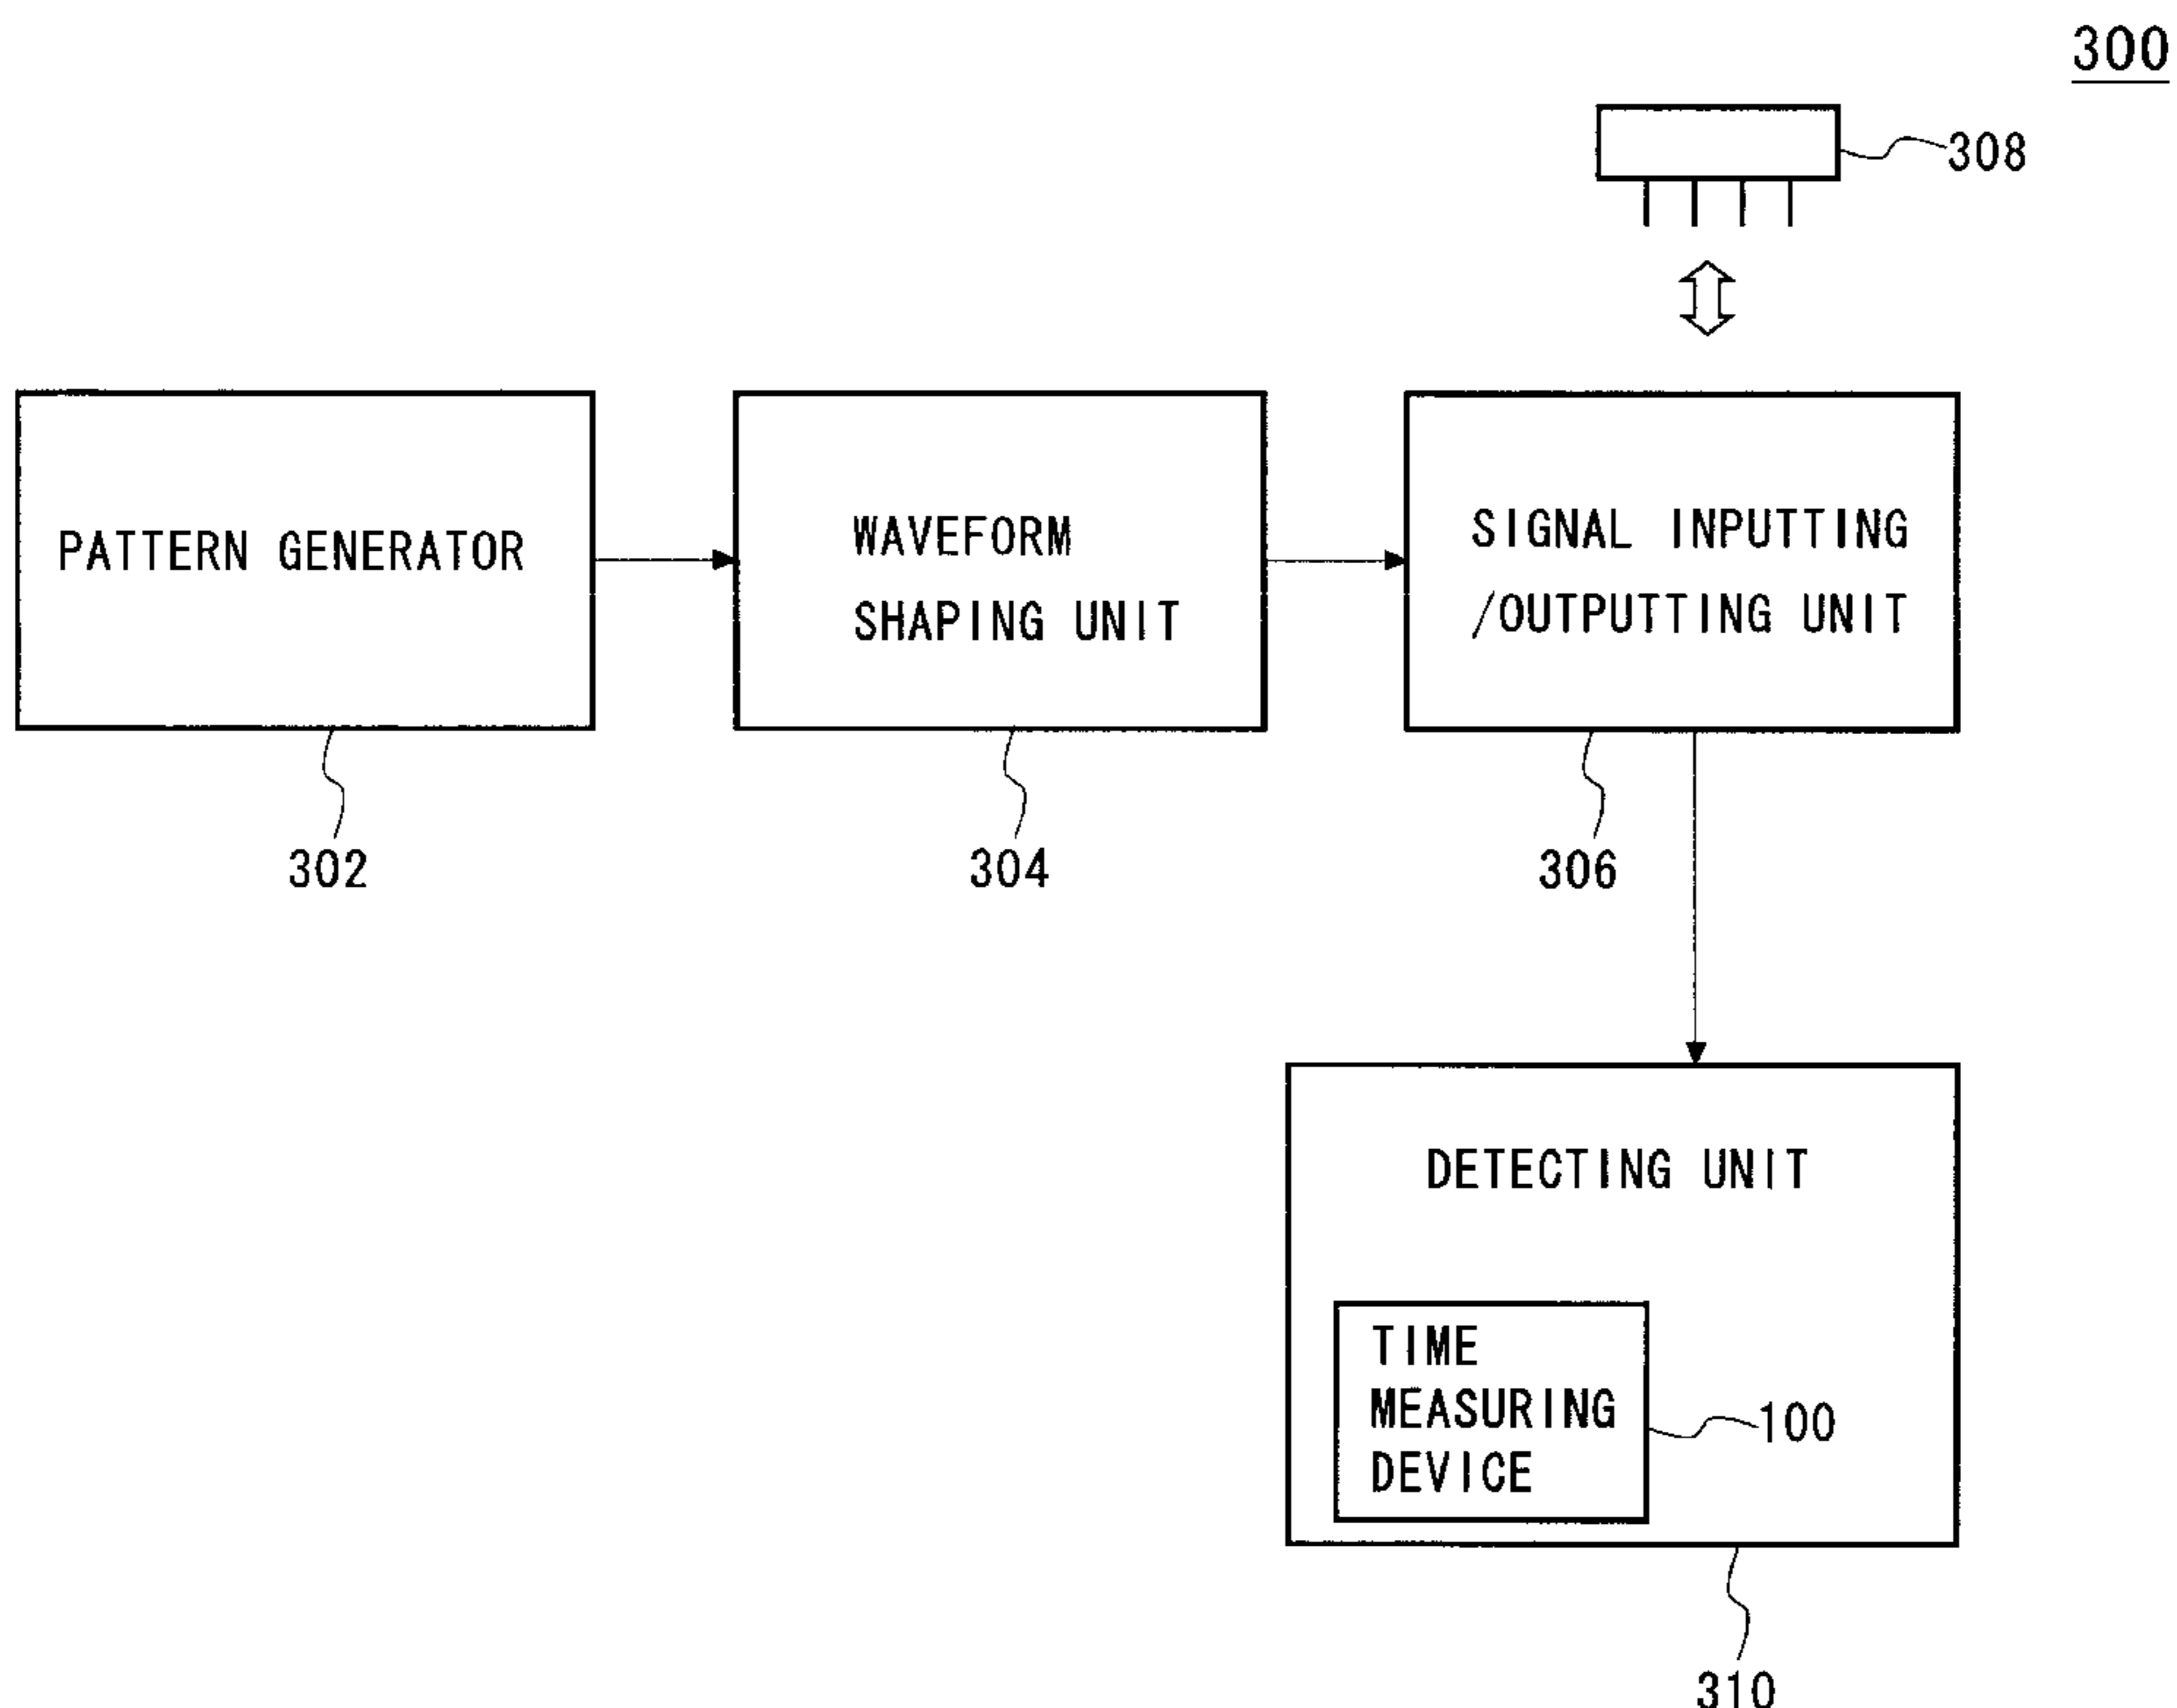 300
308
PATTERN GENERATOR
WAVEFORM
SHAPING UNIT
SIGNAL INPUTTING
/OUTPUTTING UNIT
302
304
306
DETECTING UNIT
TIME
MEASURING
DEVICE
100
310